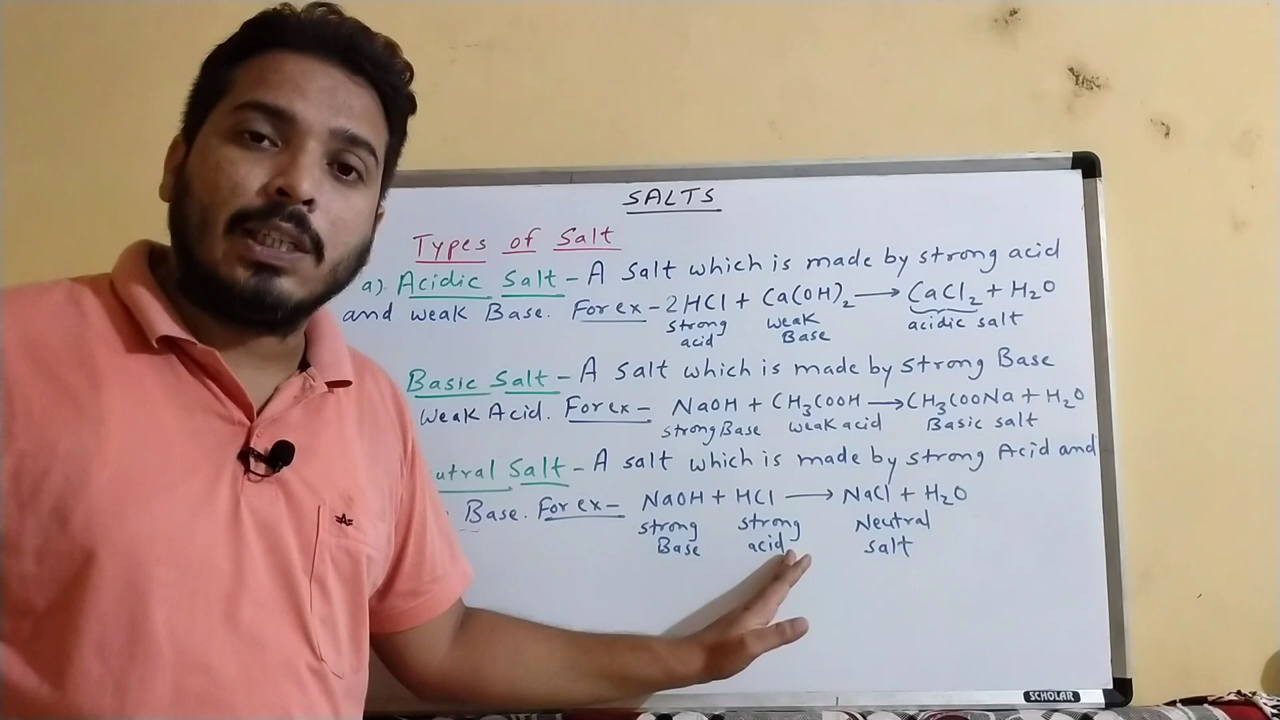 SALTS
Types of Salt
a). Acidic Salt - A Salt which is made by strong acid
and weak Base. For ex - 2HCl + Ca(OH)₂ ⟶ CaCl₂ + H₂O
strong acid weak Base acidic salt
Basic Salt - A Salt which is made by Strong Base
Weak Acid. For ex - NaOH + CH₃COOH ⟶ CH₃COONa + H₂O
strong Base weak acid Basic salt
utral Salt - A salt which is made by strong Acid and
Base. For ex - NaOH + HCl ⟶ NaCl + H₂O
strong Base strong acid Neutral salt
SCHOLAR